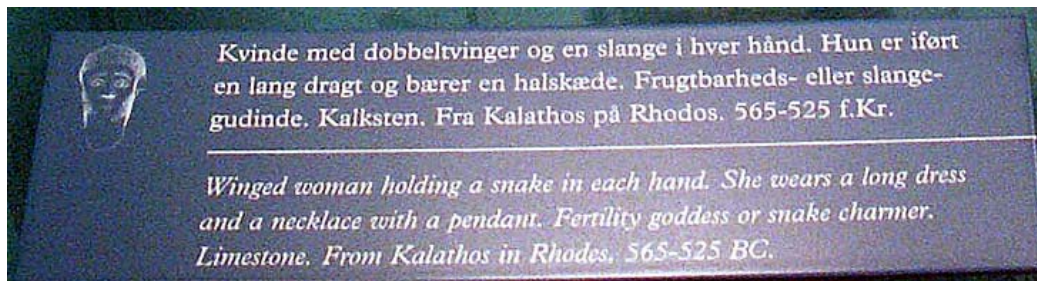 Kvinde med dobbeltvinger og en slange i hver hånd. Hun er iført
en lang dragt og bærer en halskæde. Frugtbarheds- eller slange-
gudinde. Kalksten. Fra Kalathos på Rhodos. 565-525 f.Kr.
Winged woman holding a snake in each hand. She wears a long dress
and a necklace with a pendant. Fertility goddess or snake charmer.
Limestone. From Kalathos in Rhodes. 565-525 BC.